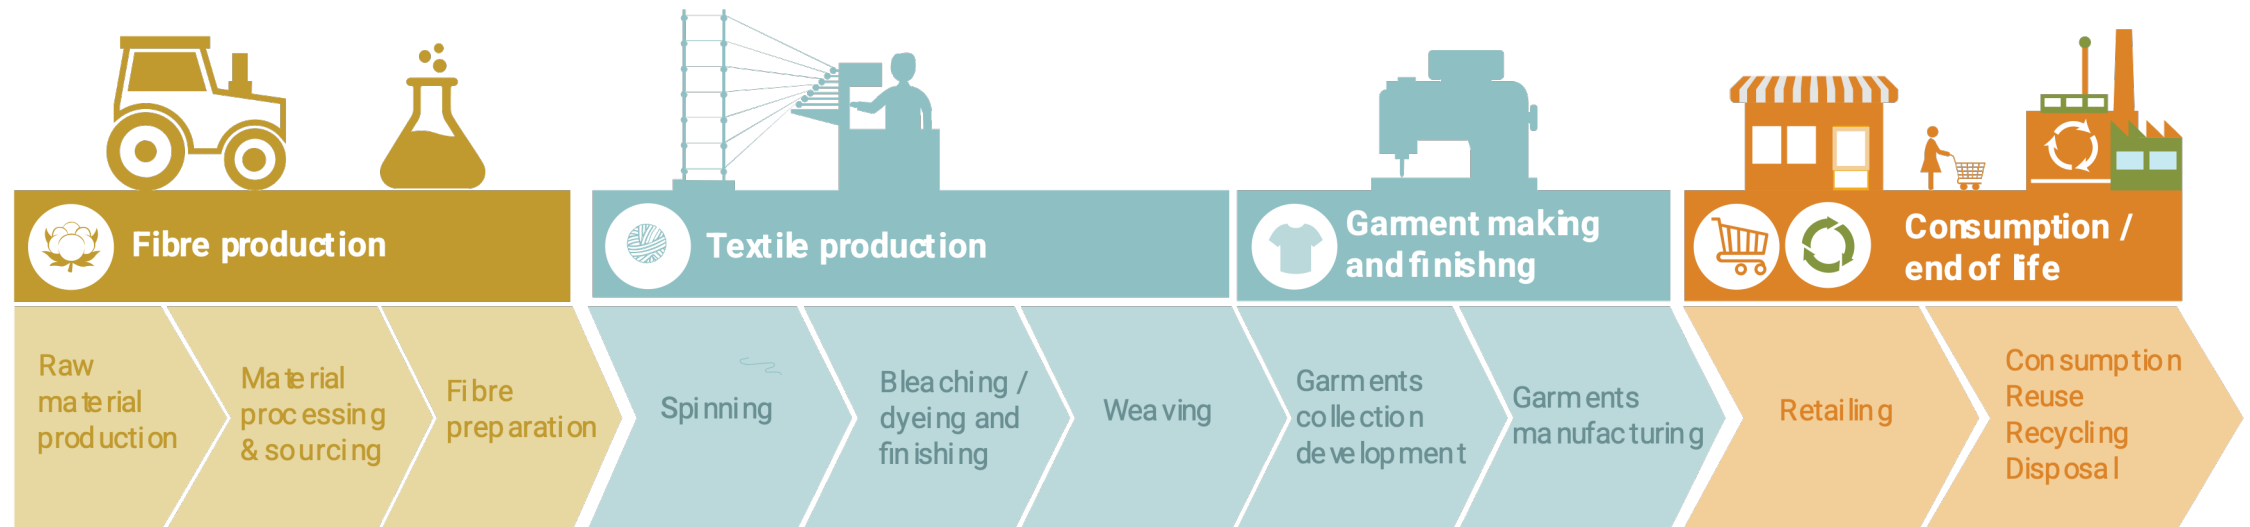 Fibre production
Textile production
Garment making
and finishng
Consumption /
end of life
Raw
material
production
Material
processing
& sourcing
Fibre
preparation
Spinning
Bleaching /
dyeing and
finishing
Weaving
Garments
collection
development
Garments
manufacturing
Retailing
Consumption
Reuse
Recycling
Disposal